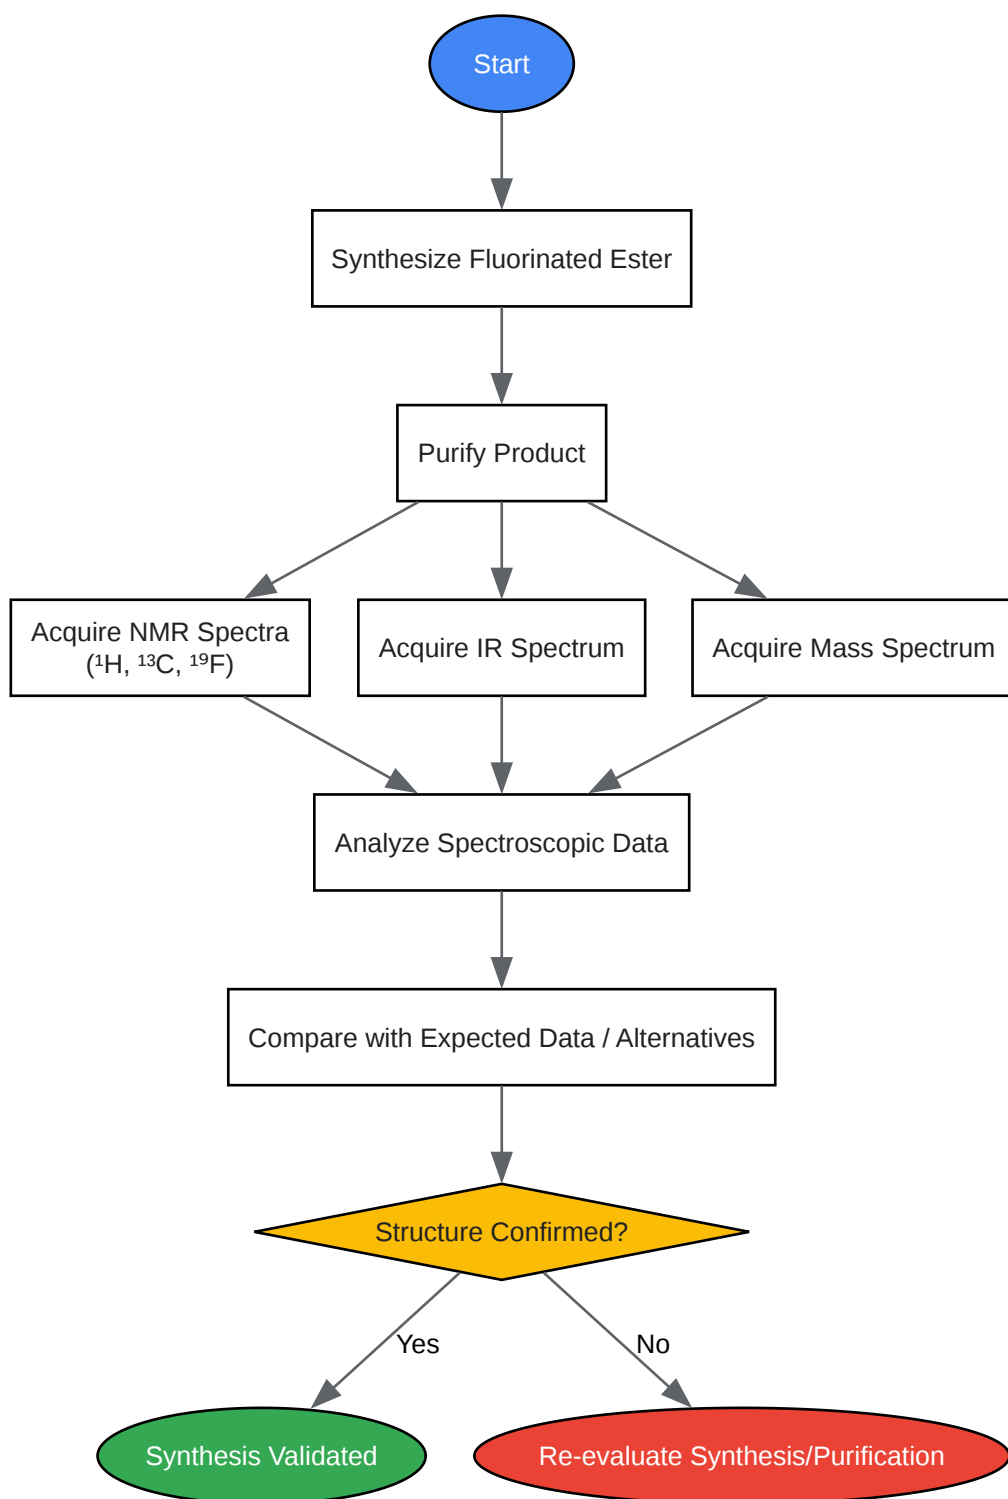 Start
Synthesize Fluorinated Ester
Purify Product
Acquire NMR Spectra
(¹H, ¹³C, ¹⁹F)
Acquire IR Spectrum
Acquire Mass Spectrum
Analyze Spectroscopic Data
Compare with Expected Data / Alternatives
Structure Confirmed?
Yes
No
Synthesis Validated
Re-evaluate Synthesis/Purification